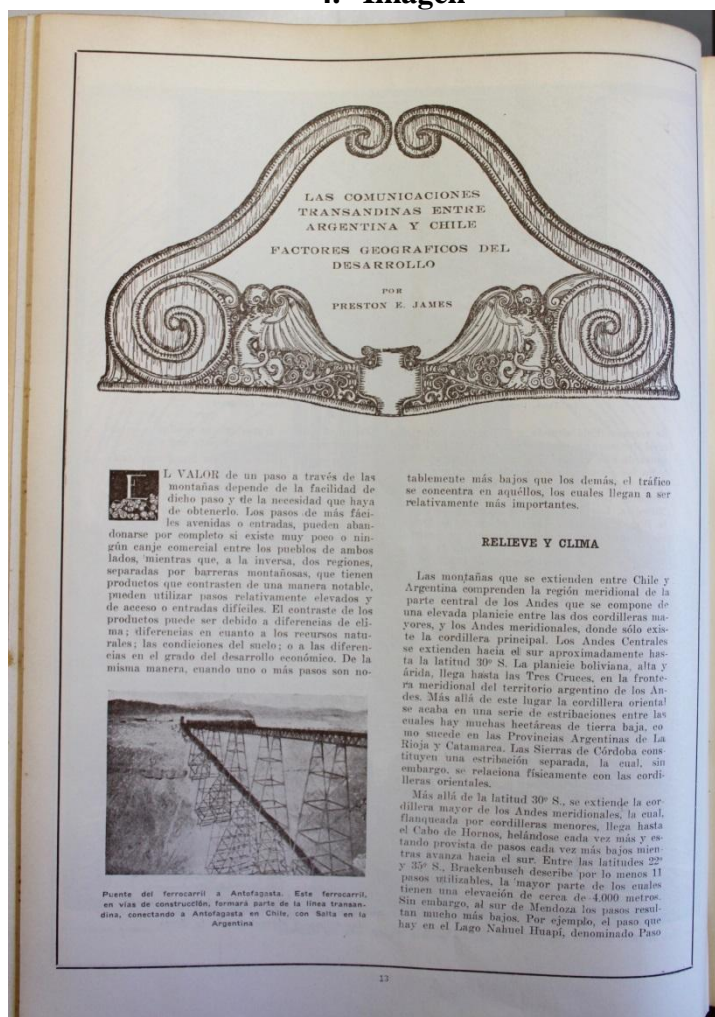 4. Imagen
LAS COMUNICACIONES
TRANSANDINAS ENTRE
ARGENTINA Y CHILE
FACTORES GEOGRAFICOS DEL
DESARROLLO
POR
PRESTON E. JAMES
EL VALOR de un paso a través de las
montañas depende de la facilidad de
dicho paso y de la necesidad que haya
de obtenerlo. Los pasos de más fáci-
les avenidas o entradas, pueden aban-
donarse por completo si existe muy poco o nin-
gún canje comercial entre los pueblos de ambos
lados, mientras que, a la inversa, dos regiones,
separadas por barreras montañosas, que tienen
productos que contrasten de una manera notable,
pueden utilizar pasos relativamente elevados y
de acceso o entradas difíciles. El contraste de los
productos puede ser debido a diferencias de cli-
ma; diferencias en cuanto a los recursos natu-
rales; las condiciones del suelo; o a las diferen-
cias en el grado del desarrollo económico. De la
misma manera, cuando uno o más pasos son no-
Puente del ferrocarril a Antofagasta. Este ferrocarril,
en vías de construcción, formará parte de la línea transan-
dina, conectando a Antofagasta en Chile, con Salta en la
Argentina
tablemente más bajos que los demás, el tráfico
se concentra en aquéllos, los cuales llegan a ser
relativamente más importantes.
RELIEVE Y CLIMA
Las montañas que se extienden entre Chile y
Argentina comprenden la región meridional de la
parte central de los Andes que se compone de
una elevada planicie entre las dos cordilleras ma-
yores, y los Andes meridionales, donde sólo exis-
te la cordillera principal. Los Andes Centrales
se extienden hacia el sur aproximadamente has-
ta la latitud 30º S. La planicie boliviana, alta y
árida, llega hasta las Tres Cruces, en la fronte-
ra meridional del territorio argentino de los An-
des. Más allá de este lugar la cordillera oriental
se acaba en una serie de estribaciones entre las
cuales hay muchas hectáreas de tierra baja, co
mo sucede en las Provincias Argentinas de La
Rioja y Catamarca. Las Sierras de Córdoba cons-
tituyen una estribación separada, la cual, sin
embargo, se relaciona físicamente con las cordi-
lleras orientales.
Más allá de la latitud 30º S., se extiende la cor-
dillera mayor de los Andes meridionales, la cual,
flanqueada por cordilleras menores, llega hasta
el Cabo de Hornos, helándose cada vez más y es-
tando provista de pasos cada vez más bajos mien-
tras avanza hacia el sur. Entre las latitudes 22º
y 35º S., Brackenbusch describe por lo menos 11
pasos utilizables, la mayor parte de los cuales
tienen una elevación de cerca de 4,000 metros.
Sin embargo, al sur de Mendoza los pasos resul-
tan mucho más bajos. Por ejemplo, el paso que
hay en el Lago Nahuel Huapí, denominado Paso
13